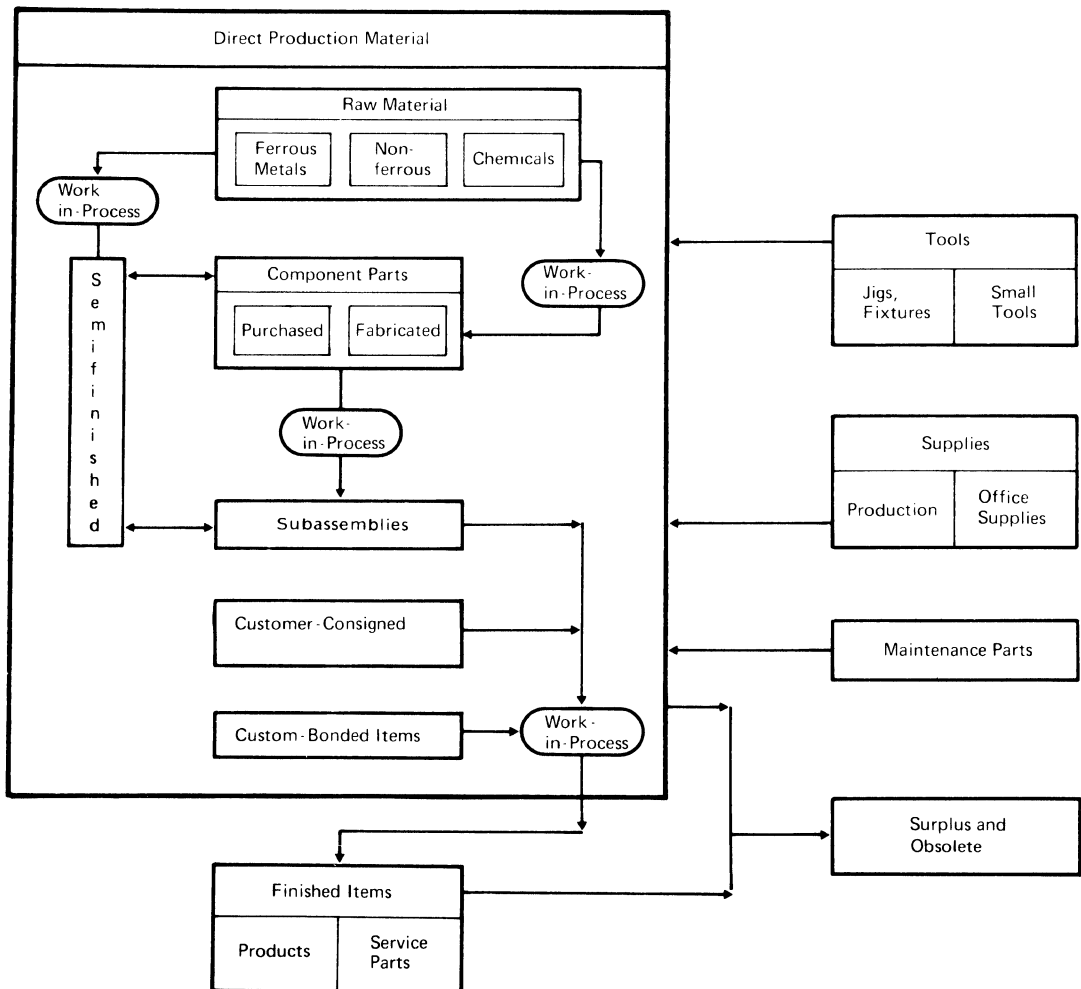 Direct Production Material
Raw Material
Ferrous
Metals
Non-
ferrous
Chemicals
Work
in-Process
Semifinished
Component Parts
Purchased
Fabricated
Work-
in-Process
Work-
in-Process
Subassemblies
Customer-Consigned
Custom-Bonded Items
Work-
in-Process
Tools
Jigs,
Fixtures
Small
Tools
Supplies
Production
Office
Supplies
Maintenance Parts
Surplus and
Obsolete
Finished Items
Products
Service
Parts